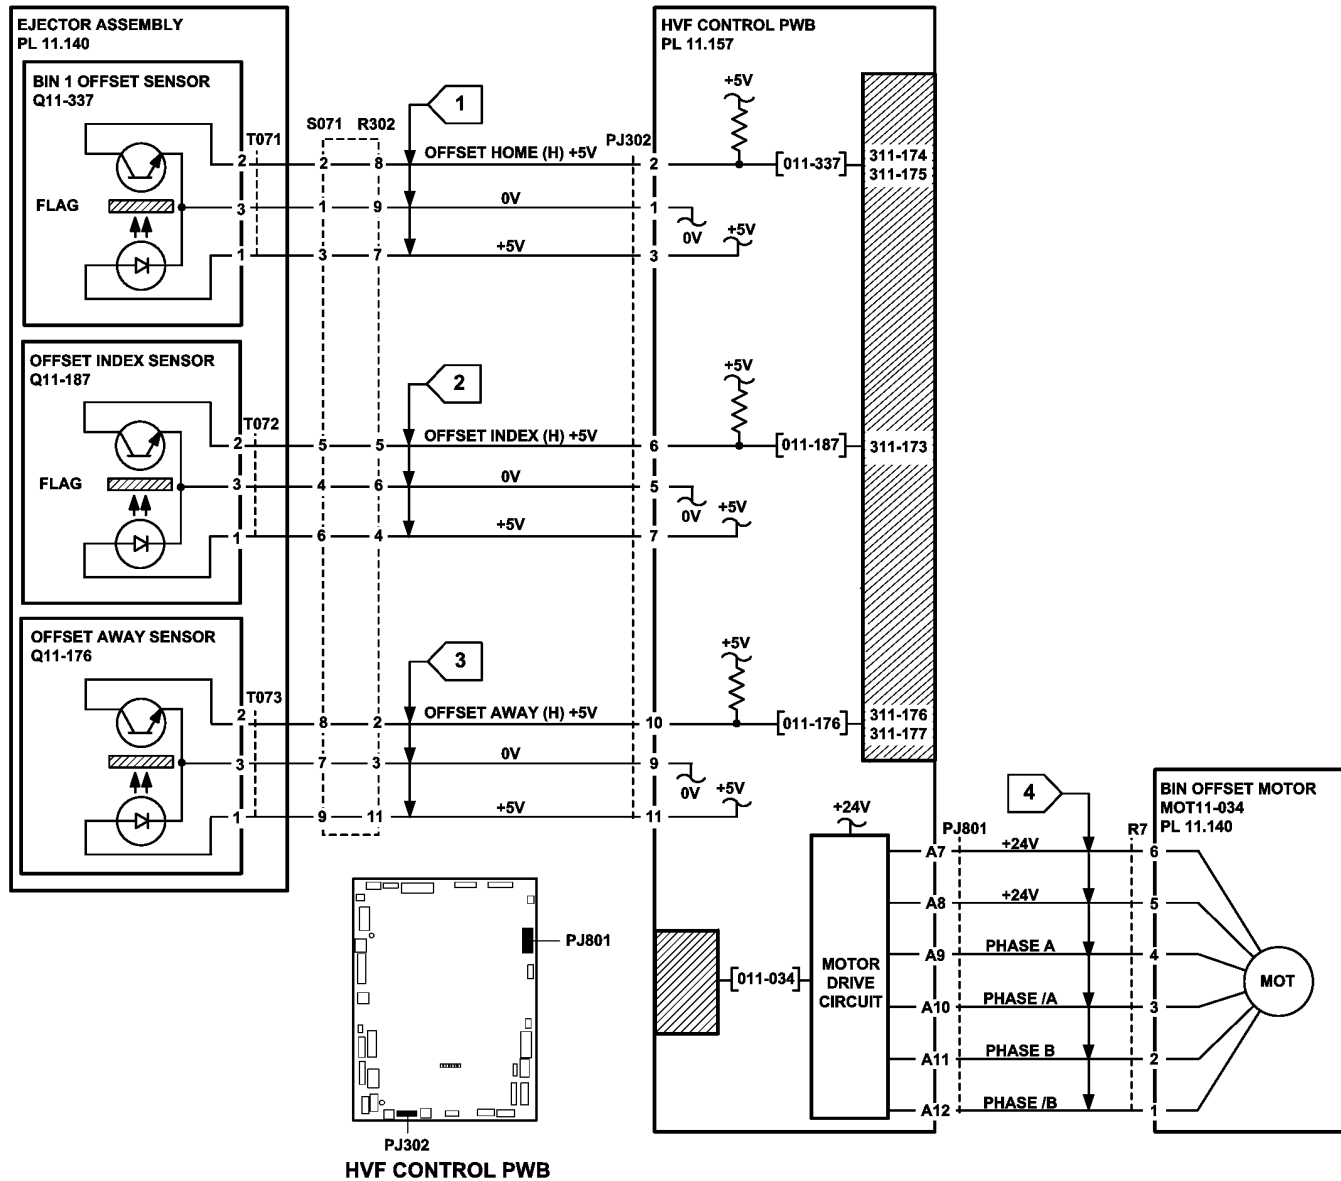 EJECTOR ASSEMBLY
PL 11.140
BIN 1 OFFSET SENSOR
Q11-337
FLAG
T071
2
3
1
S071 R302
2 8
1 9
3 7
1
OFFSET HOME (H) +5V
0V
+5V
PJ302
2
1
3
HVF CONTROL PWB
PL 11.157
+5V
0V
+5V
[011-337]
311-174
311-175
OFFSET INDEX SENSOR
Q11-187
FLAG
T072
2
3
1
5 5
4 6
6 4
2
OFFSET INDEX (H) +5V
0V
+5V
6
5
7
+5V
0V
+5V
[011-187]
311-173
OFFSET AWAY SENSOR
Q11-176
T073
2
3
1
8 2
7 3
9 11
3
OFFSET AWAY (H) +5V
0V
+5V
10
9
11
+5V
0V
+5V
[011-176]
311-176
311-177
+24V
[011-034]
MOTOR
DRIVE
CIRCUIT
PJ801
A7
A8
A9
A10
A11
A12
4
+24V
+24V
PHASE A
PHASE /A
PHASE B
PHASE /B
R7
6
5
4
3
2
1
BIN OFFSET MOTOR
MOT11-034
PL 11.140
MOT
PJ801
PJ302
HVF CONTROL PWB